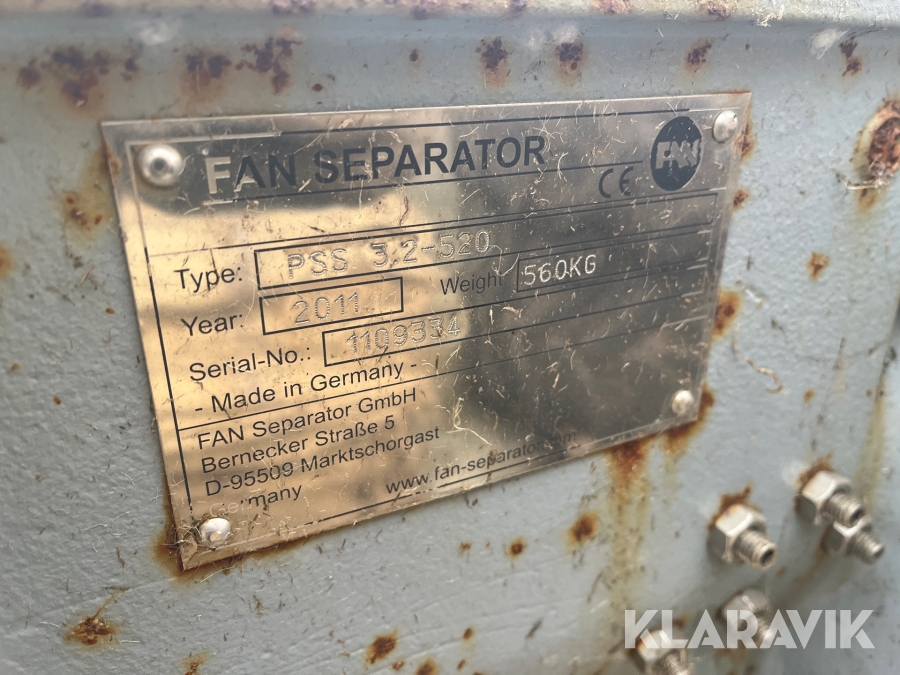 FAN SEPARATOR
CE
FAN
Type: PSS 3.2-520
Year: 2011
Weight 560KG
Serial-No.: 1109334
- Made in Germany -
FAN Separator GmbH
Bernecker Straße 5
D-95509 Marktschorgast
Germany
www.fan-separator.com
KLARAVIK